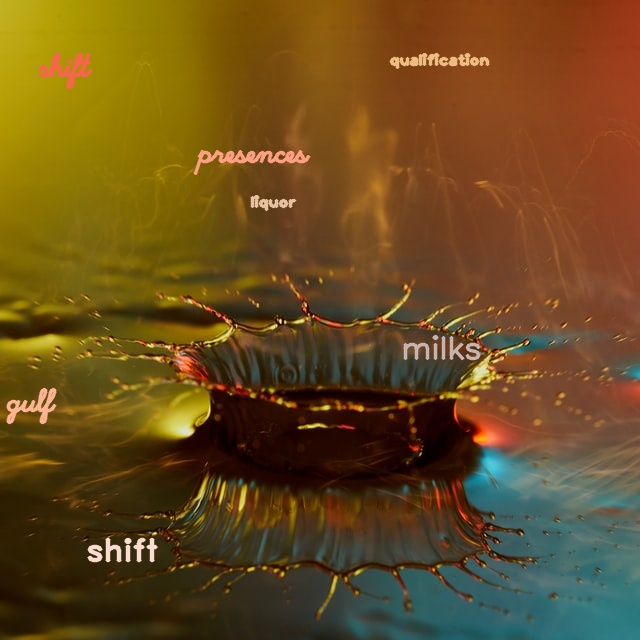 shift
qualification
presences
liquor
milks
gulf
shift